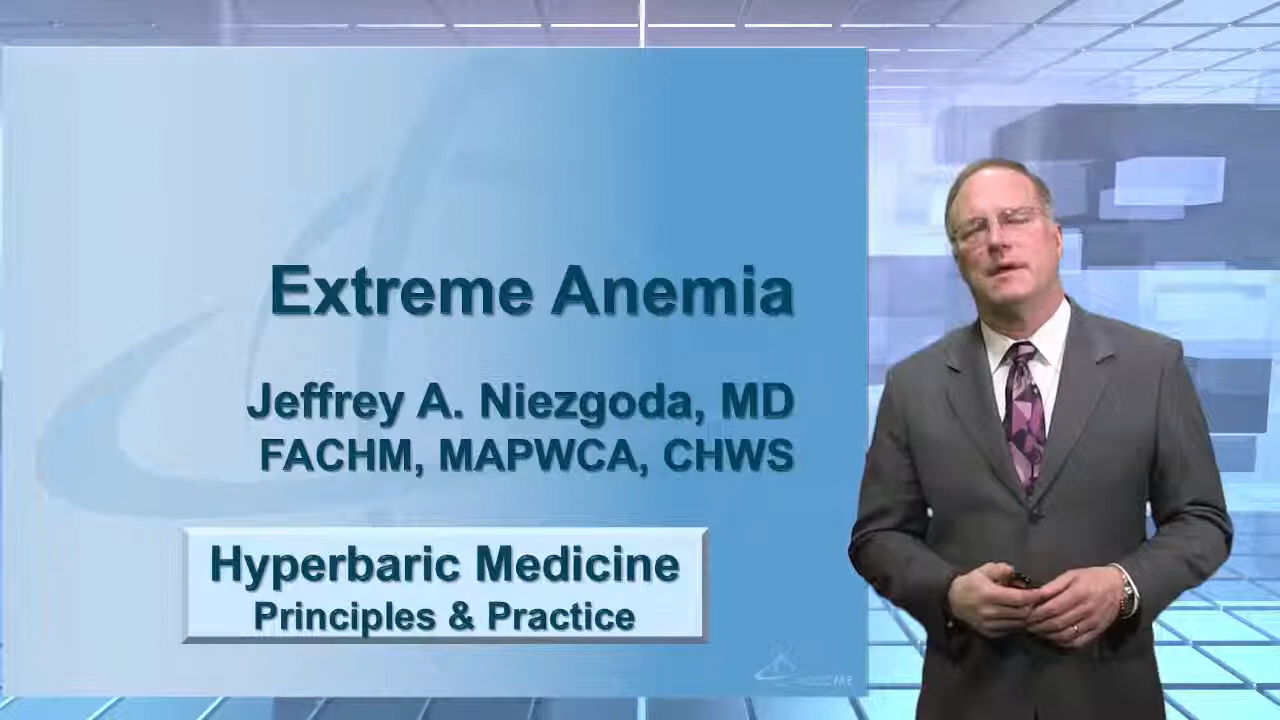 Extreme Anemia
Jeffrey A. Niezgoda, MD
FACHM, MAPWCA, CHWS
Hyperbaric Medicine
Principles & Practice